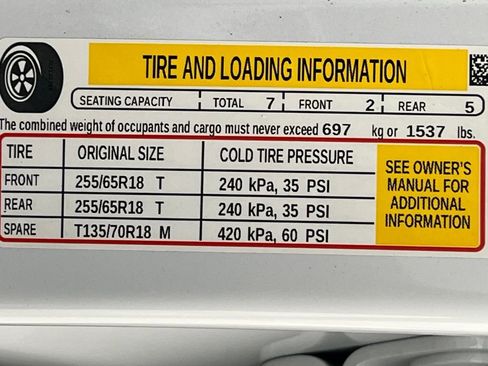 TIRE AND LOADING INFORMATION
SEATING CAPACITY TOTAL 7 FRONT 2 REAR 5
The combined weight of occupants and cargo must never exceed 697 kg or 1537 lbs.
TIRE ORIGINAL SIZE COLD TIRE PRESSURE
FRONT 255/65R18 T 240 kPa, 35 PSI
REAR 255/65R18 T 240 kPa, 35 PSI
SPARE T135/70R18 M 420 kPa, 60 PSI
SEE OWNER'S
MANUAL FOR
ADDITIONAL
INFORMATION